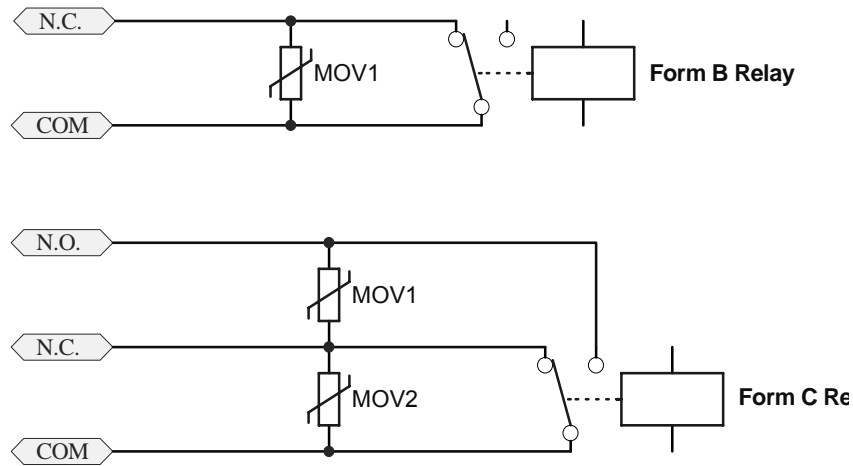 N.C.
MOV1
Form B Relay
COM
N.O.
MOV1
N.C.
MOV2
Form C Re
COM